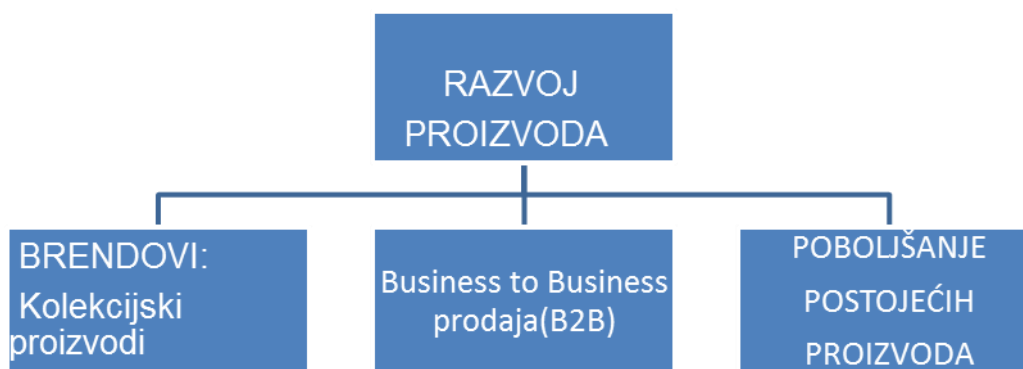 RAZVOJ
PROIZVODA
BRENDOVI:
Kolekcijski
proizvodi
Business to Business
prodaja(B2B)
POBOLJŠANJE
POSTOJEĆIH
PROIZVODA